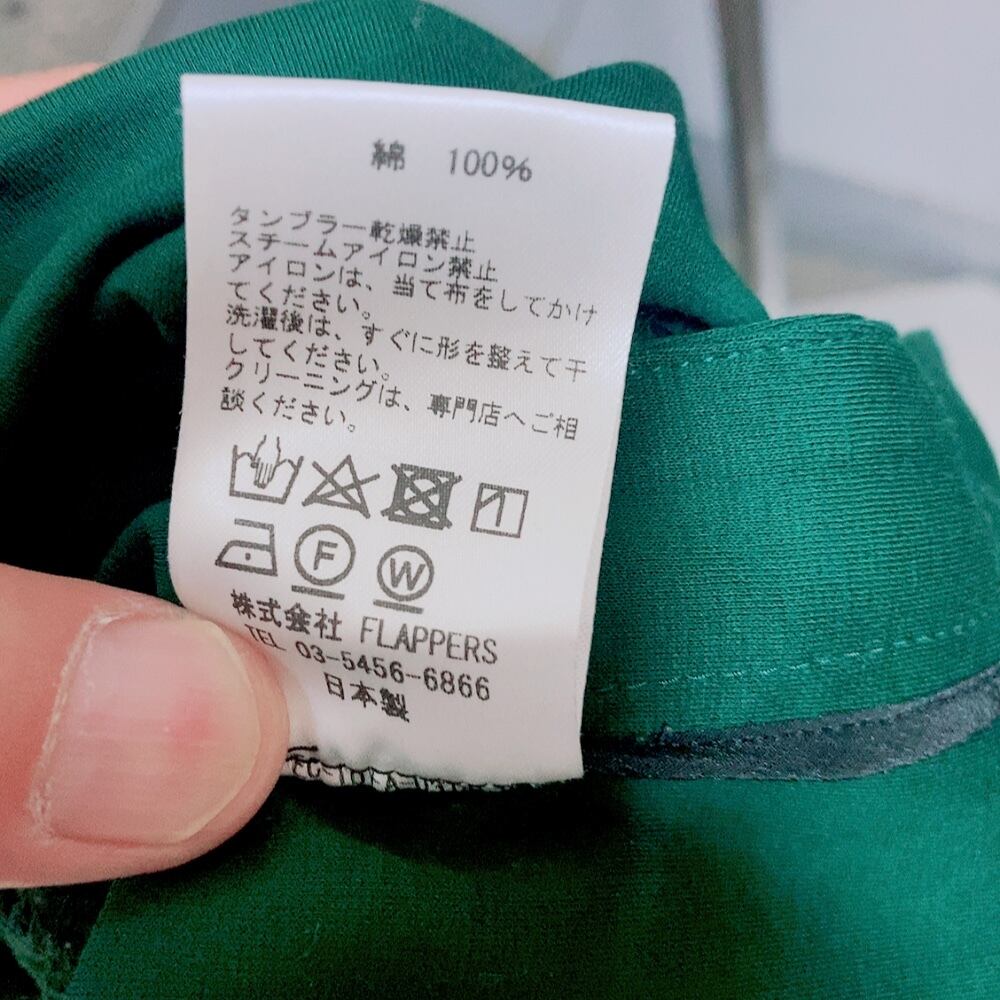 綿 100%
タンブラー乾燥禁止
スチームアイロン禁止
アイロンは、当て布をしてかけ
てください。
洗濯後は、すぐに形を整えて干
してください。
クリーニングは、専門店へご相
談ください。
F W
株式会社 FLAPPERS
TEL 03-5456-6866
日本製